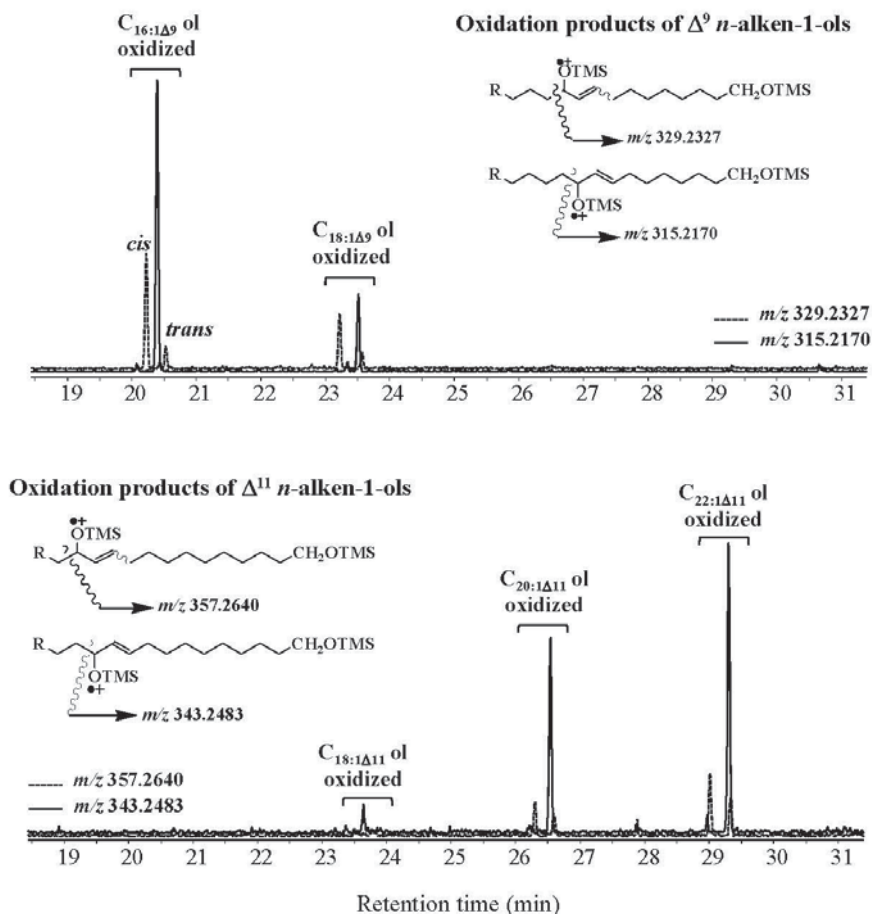 C16:1Δ9 ol
oxidized
Oxidation products of Δ9 n-alken-1-ols
•+
OTMS
R
CH2OTMS
m/z 329.2327
R
CH2OTMS
OTMS
•+
m/z 315.2170
cis
trans
C18:1Δ9 ol
oxidized
m/z 329.2327
m/z 315.2170
19 20 21 22 23 24 25 26 27 28 29 30 31
Oxidation products of Δ11 n-alken-1-ols
•+
OTMS
R
CH2OTMS
m/z 357.2640
R
CH2OTMS
OTMS
•+
m/z 343.2483
m/z 357.2640
m/z 343.2483
C18:1Δ11 ol
oxidized
C20:1Δ11 ol
oxidized
C22:1Δ11 ol
oxidized
19 20 21 22 23 24 25 26 27 28 29 30 31
Retention time (min)